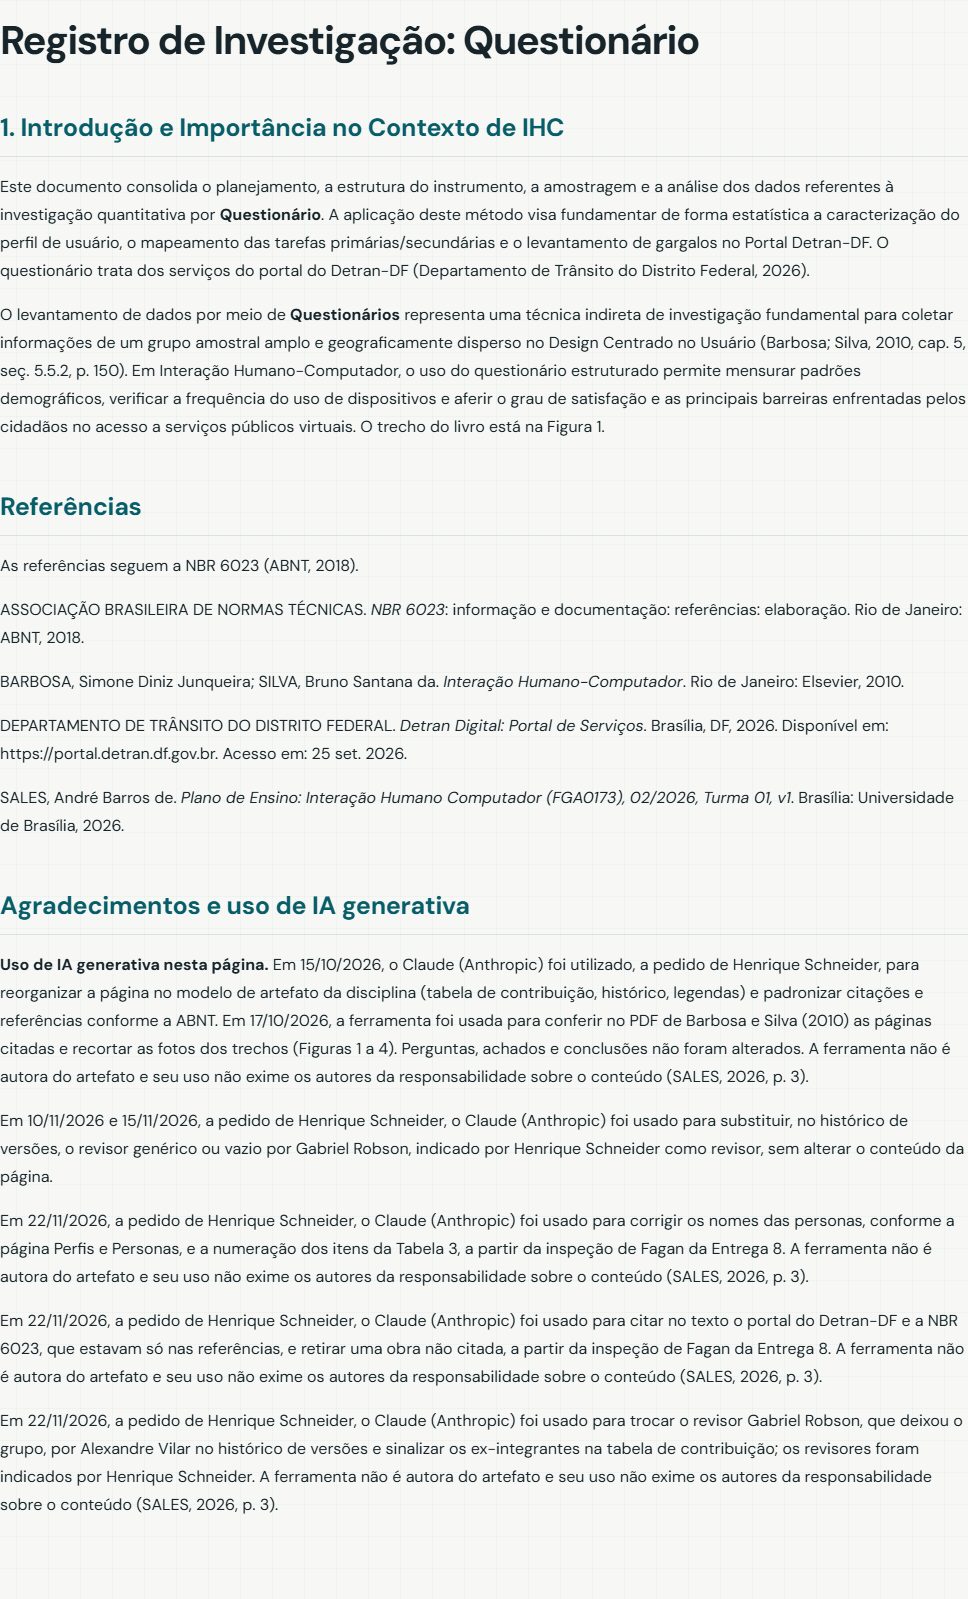 Registro de Investigação: Questionário
1. Introdução e Importância no Contexto de IHC
Este documento consolida o planejamento, a estrutura do instrumento, a amostragem e a análise dos dados referentes à
investigação quantitativa por Questionário. A aplicação deste método visa fundamentar de forma estatística a caracterização do
perfil de usuário, o mapeamento das tarefas primárias/secundárias e o levantamento de gargalos no Portal Detran-DF. O
questionário trata dos serviços do portal do Detran-DF (Departamento de Trânsito do Distrito Federal, 2026).
O levantamento de dados por meio de Questionários representa uma técnica indireta de investigação fundamental para coletar
informações de um grupo amostral amplo e geograficamente disperso no Design Centrado no Usuário (Barbosa; Silva, 2010, cap. 5,
seç. 5.5.2, p. 150). Em Interação Humano-Computador, o uso do questionário estruturado permite mensurar padrões
demográficos, verificar a frequência do uso de dispositivos e aferir o grau de satisfação e as principais barreiras enfrentadas pelos
cidadãos no acesso a serviços públicos virtuais. O trecho do livro está na Figura 1.
Referências
As referências seguem a NBR 6023 (ABNT, 2018).
ASSOCIAÇÃO BRASILEIRA DE NORMAS TÉCNICAS. NBR 6023: informação e documentação: referências: elaboração. Rio de Janeiro:
ABNT, 2018.
BARBOSA, Simone Diniz Junqueira; SILVA, Bruno Santana da. Interação Humano-Computador. Rio de Janeiro: Elsevier, 2010.
DEPARTAMENTO DE TRÂNSITO DO DISTRITO FEDERAL. Detran Digital: Portal de Serviços. Brasília, DF, 2026. Disponível em:
https://portal.detran.df.gov.br. Acesso em: 25 set. 2026.
SALES, André Barros de. Plano de Ensino: Interação Humano Computador (FGA0173), 02/2026, Turma 01, v1. Brasília: Universidade
de Brasília, 2026.
Agradecimentos e uso de IA generativa
Uso de IA generativa nesta página. Em 15/10/2026, o Claude (Anthropic) foi utilizado, a pedido de Henrique Schneider, para
reorganizar a página no modelo de artefato da disciplina (tabela de contribuição, histórico, legendas) e padronizar citações e
referências conforme a ABNT. Em 17/10/2026, a ferramenta foi usada para conferir no PDF de Barbosa e Silva (2010) as páginas
citadas e recortar as fotos dos trechos (Figuras 1 a 4). Perguntas, achados e conclusões não foram alterados. A ferramenta não é
autora do artefato e seu uso não exime os autores da responsabilidade sobre o conteúdo (SALES, 2026, p. 3).
Em 10/11/2026 e 15/11/2026, a pedido de Henrique Schneider, o Claude (Anthropic) foi usado para substituir, no histórico de
versões, o revisor genérico ou vazio por Gabriel Robson, indicado por Henrique Schneider como revisor, sem alterar o conteúdo da
página.
Em 22/11/2026, a pedido de Henrique Schneider, o Claude (Anthropic) foi usado para corrigir os nomes das personas, conforme a
página Perfis e Personas, e a numeração dos itens da Tabela 3, a partir da inspeção de Fagan da Entrega 8. A ferramenta não é
autora do artefato e seu uso não exime os autores da responsabilidade sobre o conteúdo (SALES, 2026, p. 3).
Em 22/11/2026, a pedido de Henrique Schneider, o Claude (Anthropic) foi usado para citar no texto o portal do Detran-DF e a NBR
6023, que estavam só nas referências, e retirar uma obra não citada, a partir da inspeção de Fagan da Entrega 8. A ferramenta não
é autora do artefato e seu uso não exime os autores da responsabilidade sobre o conteúdo (SALES, 2026, p. 3).
Em 22/11/2026, a pedido de Henrique Schneider, o Claude (Anthropic) foi usado para trocar o revisor Gabriel Robson, que deixou o
grupo, por Alexandre Vilar no histórico de versões e sinalizar os ex-integrantes na tabela de contribuição; os revisores foram
indicados por Henrique Schneider. A ferramenta não é autora do artefato e seu uso não exime os autores da responsabilidade
sobre o conteúdo (SALES, 2026, p. 3).